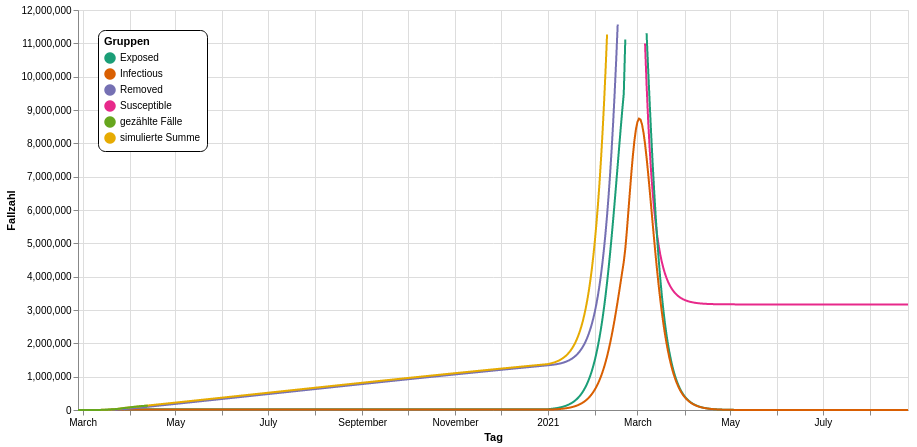 12,000,000
11,000,000
10,000,000
9,000,000
8,000,000
7,000,000
6,000,000
5,000,000
4,000,000
3,000,000
2,000,000
1,000,000
0
Fallzahl
Gruppen
Exposed
Infectious
Removed
Susceptible
gezählte Fälle
simulierte Summe
March May July September November 2021 March May July
Tag